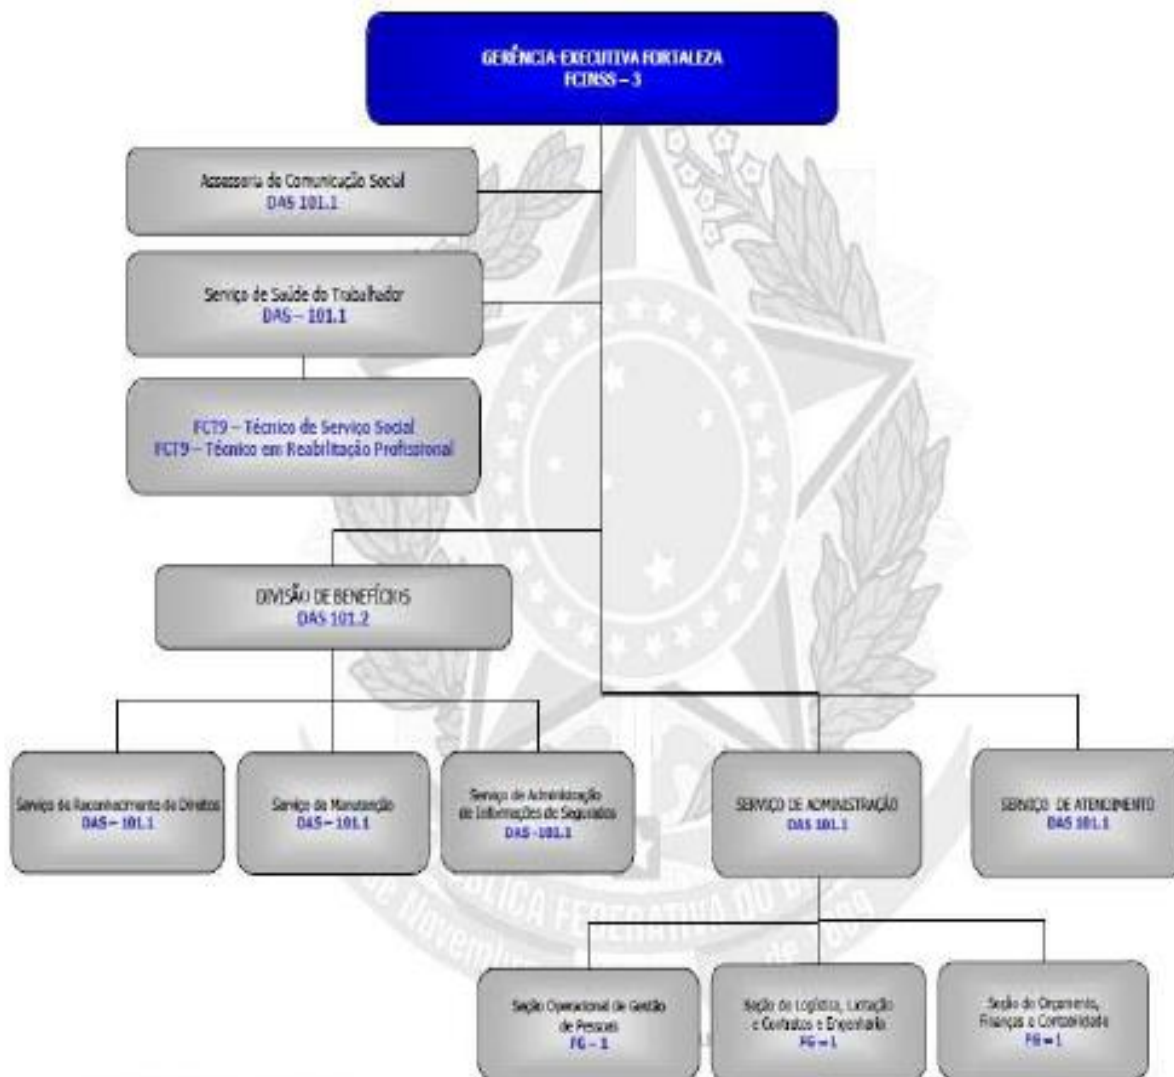 GERÊNCIA-EXECUTIVA FORTALEZA
FCINSS – 3
Assessoria de Comunicação Social
DAS 101.1
Serviço de Saúde do Trabalhador
DAS – 101.1
FCT9 – Técnico de Serviço Social
FCT9 – Técnico em Reabilitação Profissional
DIVISÃO DE BENEFÍCIOS
DAS 101.2
Serviço de Reconhecimento de Direitos
DAS – 101.1
Serviço de Manutenção
DAS – 101.1
Serviço de Administração
de Informações de Segurados
DAS -101.1
SERVIÇO DE ADMINISTRAÇÃO
DAS 101.1
SERVIÇO DE ATENDIMENTO
DAS 101.1
Seção Operacional de Gestão
de Pessoas
FG – 1
Seção de Logística, Licitação
e Contratos e Engenharia
FG – 1
Seção de Orçamento,
Finanças e Contabilidade
FG – 1
FEDERATIVA DO
de Novem